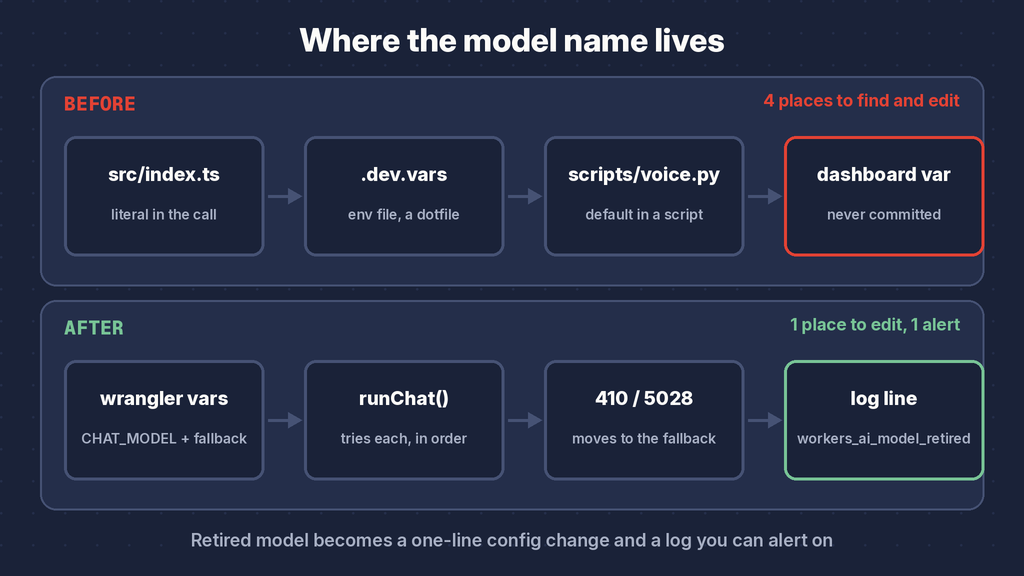 Where the model name lives
BEFORE
4 places to find and edit
src/index.ts
literal in the call
.dev.vars
env file, a dotfile
scripts/voice.py
default in a script
dashboard var
never committed
AFTER
1 place to edit, 1 alert
wrangler vars
CHAT_MODEL + fallback
runChat()
tries each, in order
410 / 5028
moves to the fallback
log line
workers_ai_model_retired
Retired model becomes a one-line config change and a log you can alert on